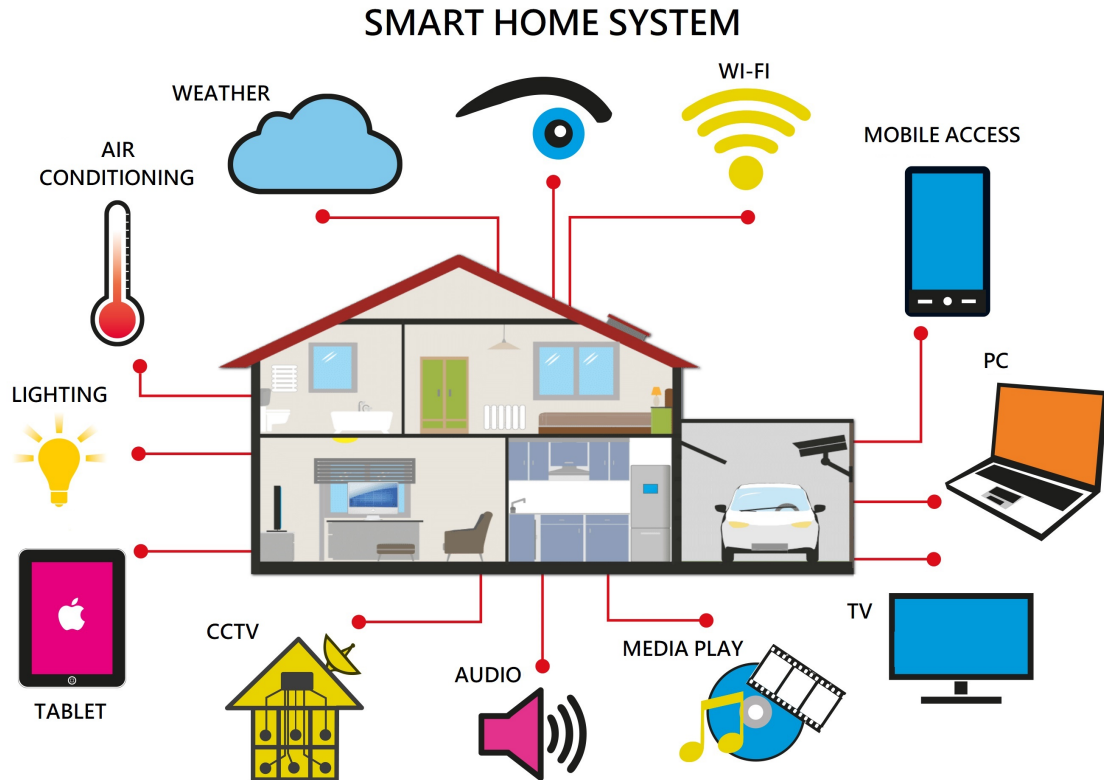 SMART HOME SYSTEM
WEATHER
WI-FI
MOBILE ACCESS
AIR
CONDITIONING
PC
LIGHTING
TV
CCTV
MEDIA PLAY
AUDIO
TABLET